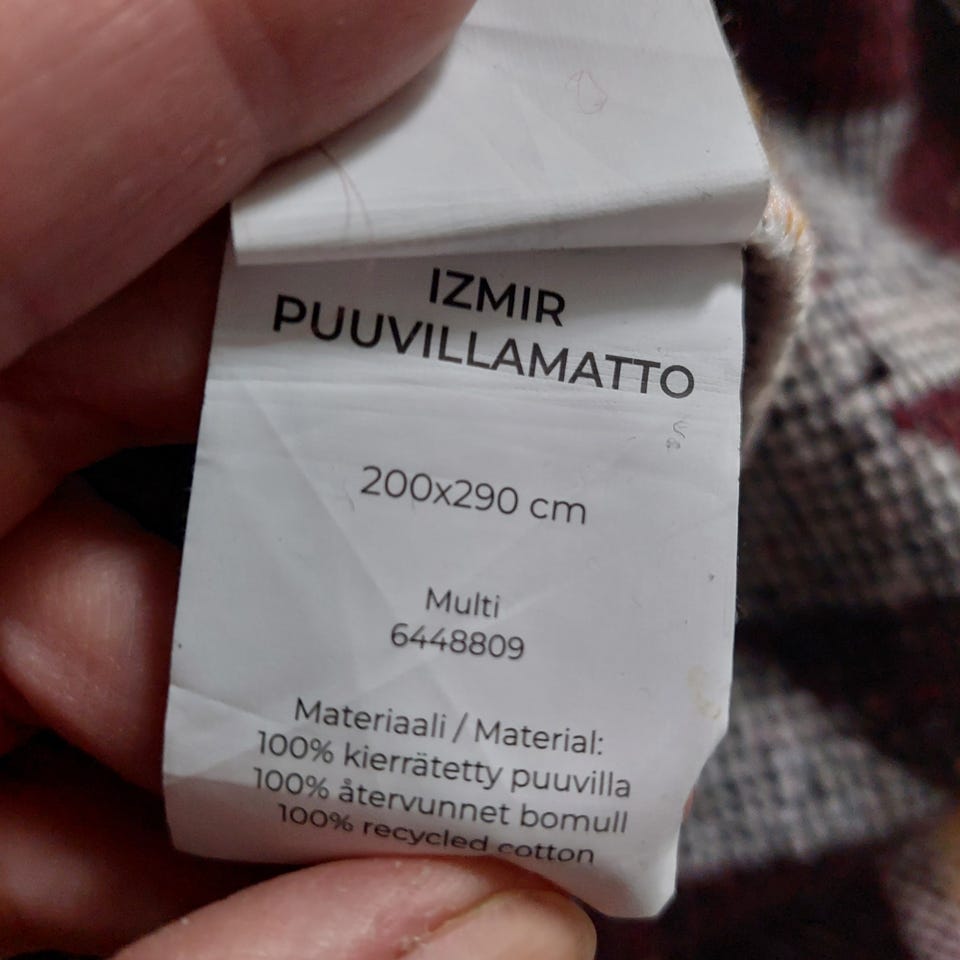 IZMIR
PUUVILLAMATTO
200x290 cm
Multi
6448809
Materiaali / Material:
100% kierrätetty puuvilla
100% återvunnet bomull
100% recycled cotton